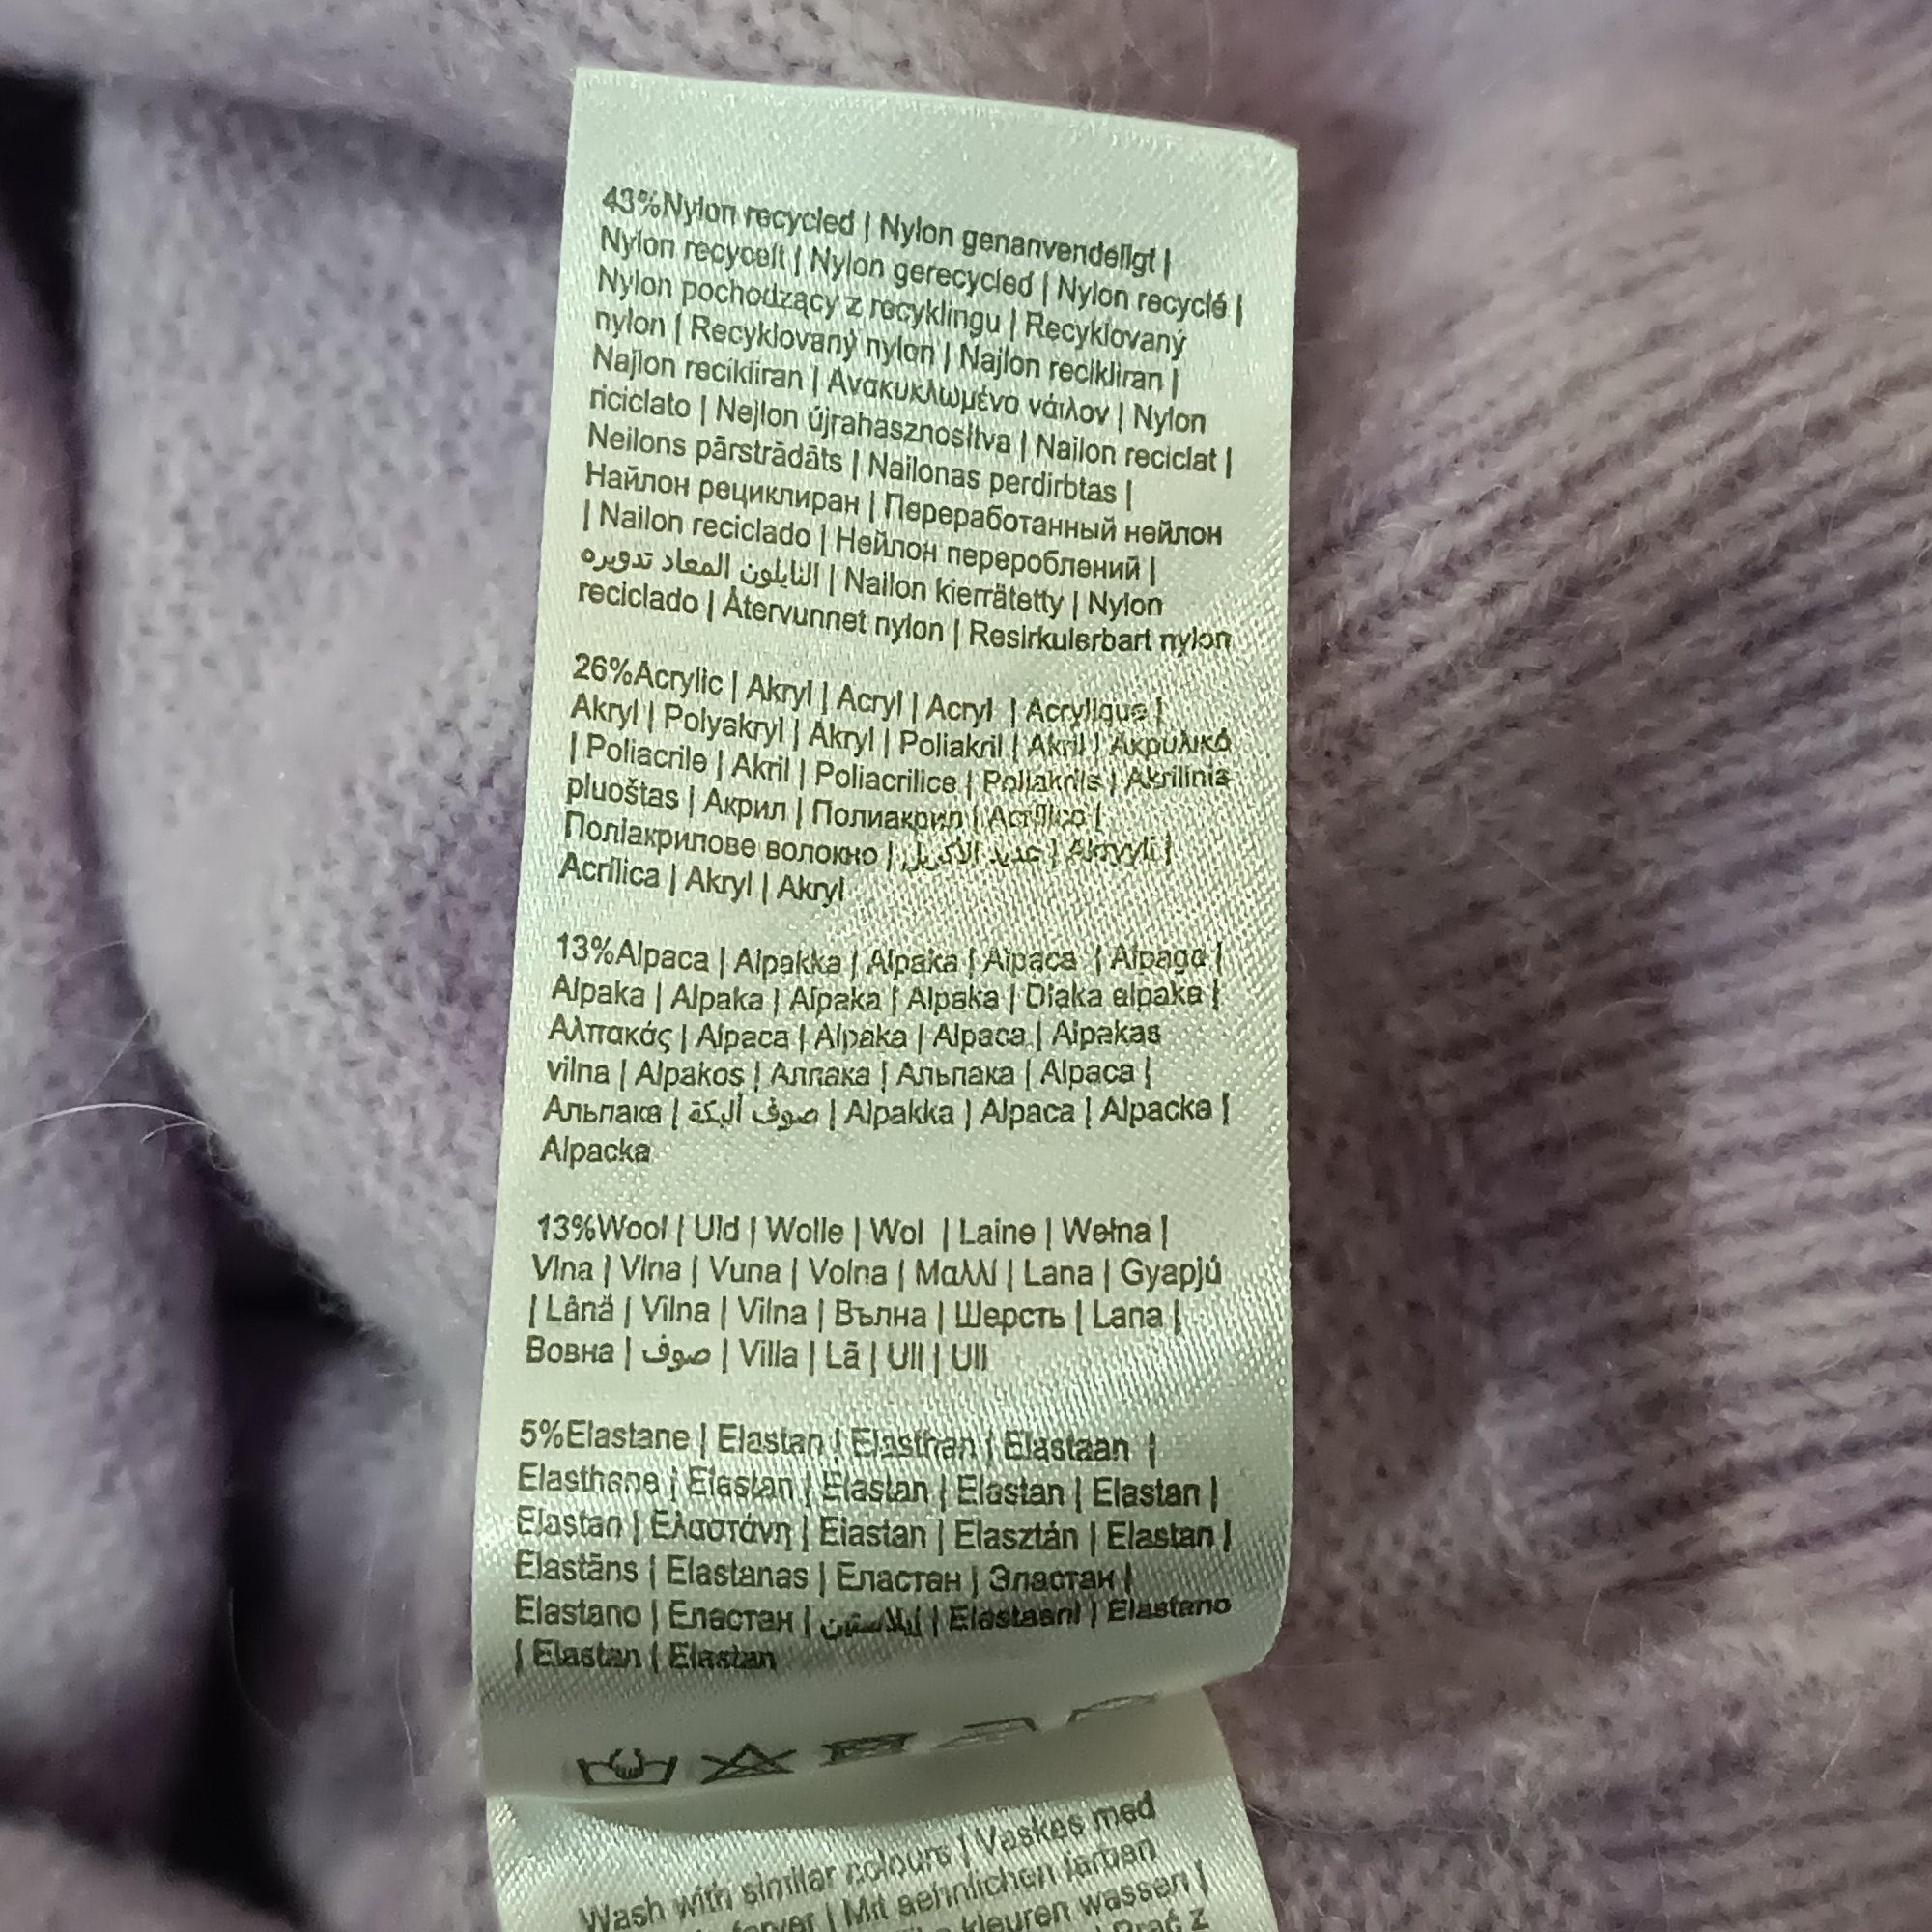 43%Nylon recycled | Nylon genanvendeligt |
Nylon recycelt | Nylon gerecycled | Nylon recyclé |
Nylon pochodzący z recyklingu | Recyklovaný
nylon | Recyklovaný nylon | Najlon recikliran |
Najlon recikliran | Ανακυκλωμένο νάιλον | Nylon
riciclato | Nejlon újrahasznosítva | Nailon reciclat |
Neilons pārstrādāts | Nailonas perdirbtas |
Найлон рециклиран | Переработанный нейлон
| Nailon reciclado | Нейлон перероблений |
النايلون المعاد تدويره | Nailon kierrätetty | Nylon
reciclado | Återvunnet nylon | Resirkulerbart nylon
26%Acrylic | Akryl | Acryl | Acryl | Acrylique |
Akryl | Polyakryl | Akryl | Poliakril | Akril | Ακρυλικό
| Poliacrile | Akril | Poliacrilice | Poliakrils | Akrilinis
pluoštas | Акрил | Полиакрил | Acrílico |
Поліакрилове волокно | عديد الأكريل | Akryyli |
Acrílica | Akryl | Akryl
13%Alpaca | Alpakka | Alpaka | Alpaca | Alpaga |
Alpaka | Alpaka | Alpaka | Alpaka | Dlaka alpake |
Αλπακάς | Alpaca | Alpaka | Alpaca | Alpakas
vilna | Alpakos | Алпака | Альпака | Alpaca |
Альпака | صوف ألبكة | Alpakka | Alpaca | Alpacka |
Alpacka
13%Wool | Uld | Wolle | Wol | Laine | Wełna |
Vlna | Vlna | Vuna | Volna | Μαλλί | Lana | Gyapjú
| Lână | Vilna | Vilna | Вълна | Шерсть | Lana |
Вовна | صوف | Villa | Lã | Ull | Ull
5%Elastane | Elastan | Elasthan | Elastaan |
Elasthane | Elastan | Elastan | Elastan | Elastan |
Elastan | Ελαστάνη | Elastan | Elasztán | Elastan |
Elastāns | Elastanas | Еластан | Эластан |
Elastano | Еластан | إيلاستين | Elastaani | Elastano
| Elastan | Elastan
Wash with similar colours | Vaskes med
farver | Mit aehnlichen farben
kleuren wassen |
Prać z